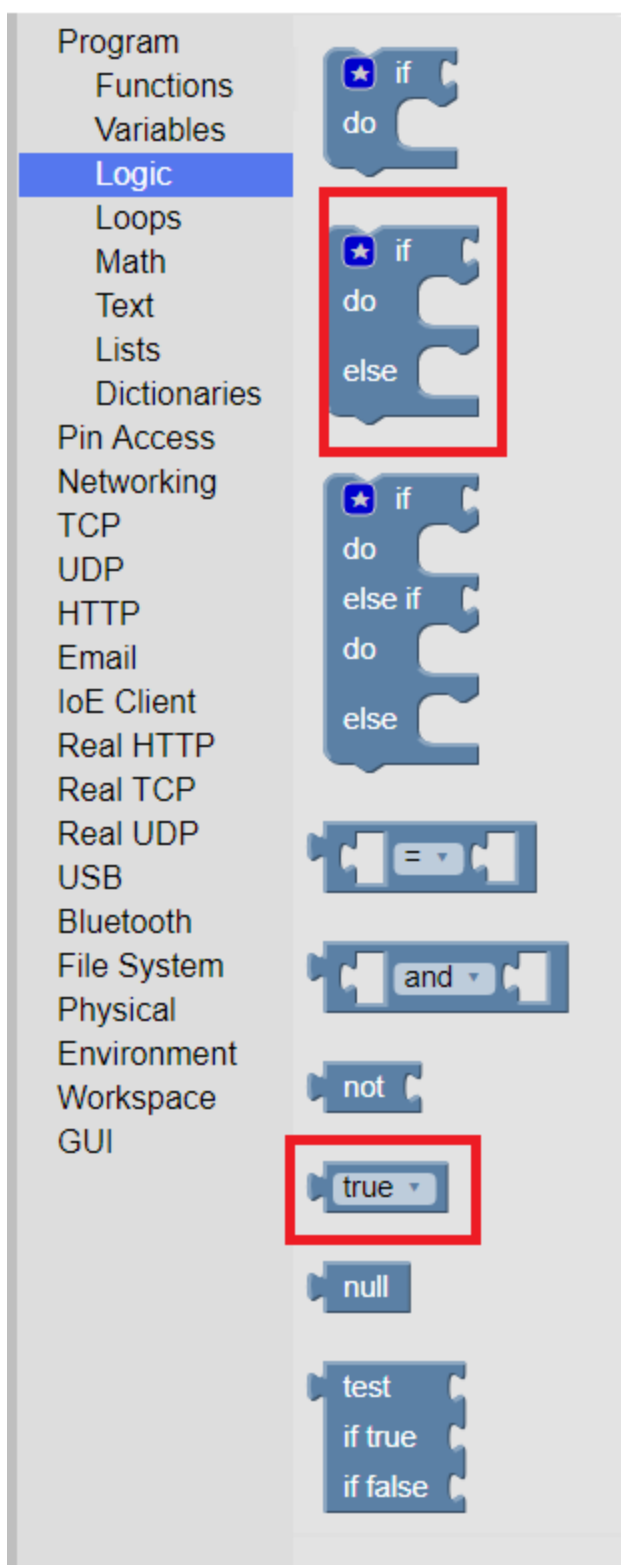 Program
Functions
Variables
Logic
Loops
Math
Text
Lists
Dictionaries
Pin Access
Networking
TCP
UDP
HTTP
Email
IoE Client
Real HTTP
Real TCP
Real UDP
USB
Bluetooth
File System
Physical
Environment
Workspace
GUI
if
do
if
do
else
if
do
else if
do
else
=
and
not
true
null
test
if true
if false